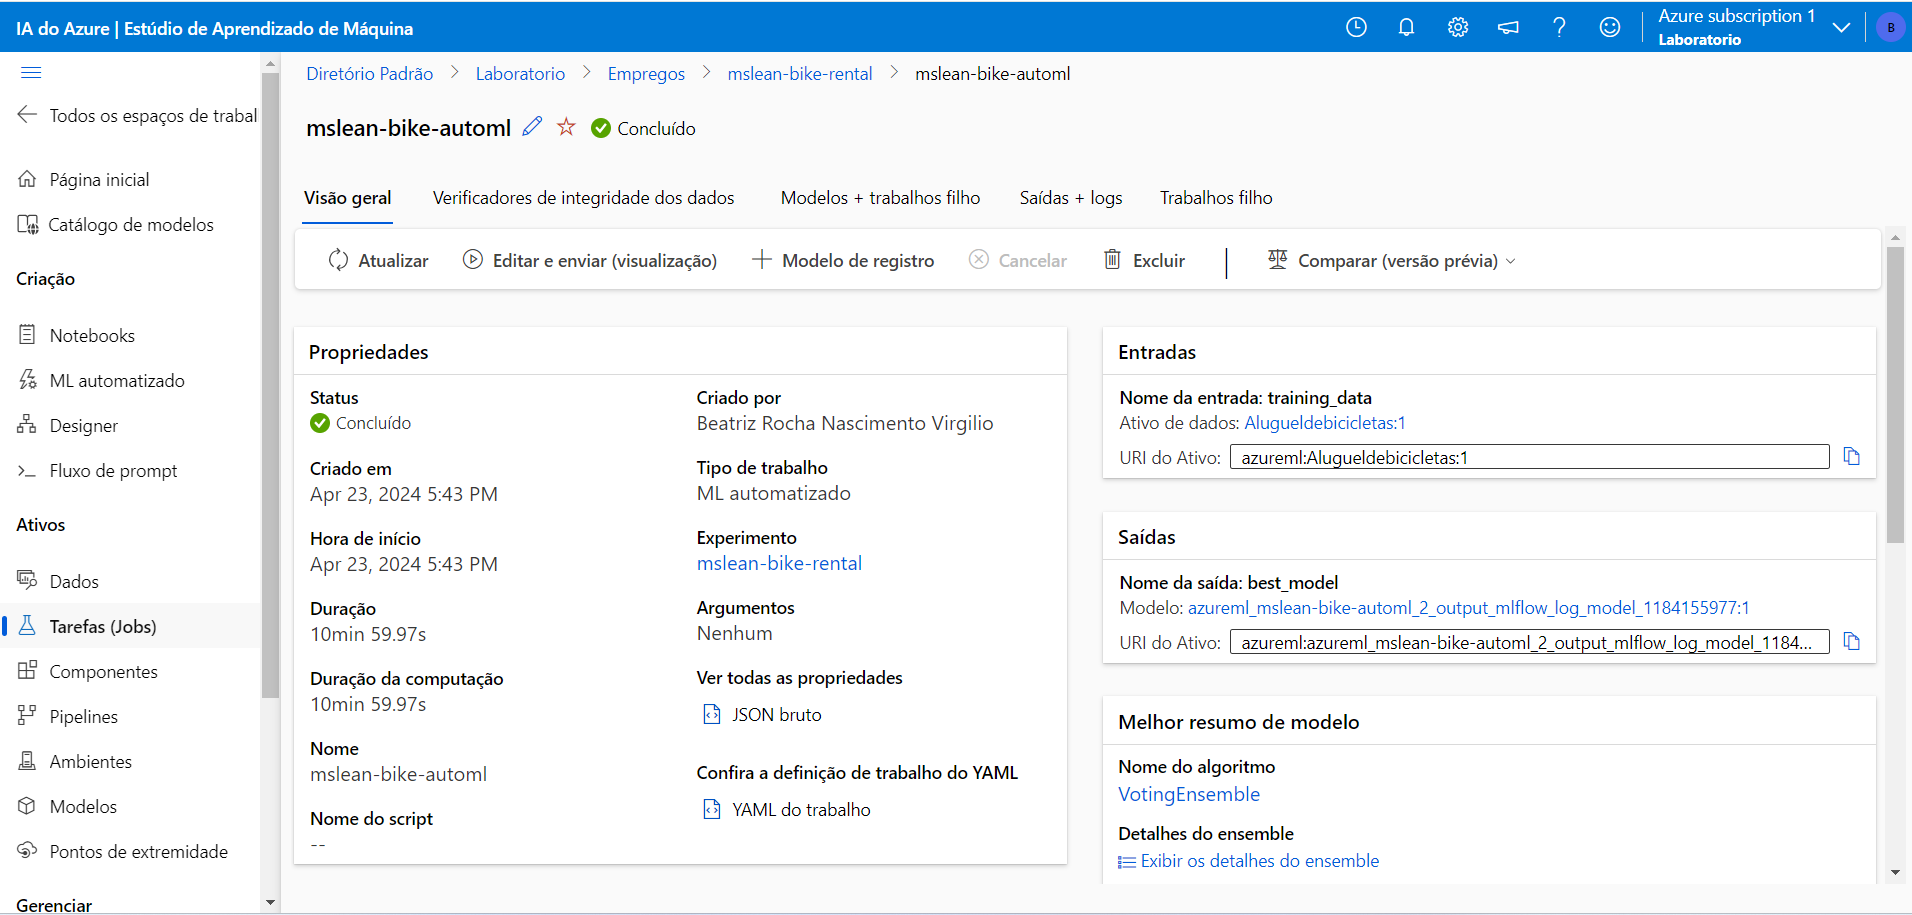 IA do Azure | Estúdio de Aprendizado de Máquina
Azure subscription 1
Laboratorio
B
Todos os espaços de trabal
Página inicial
Catálogo de modelos
Criação
Notebooks
ML automatizado
Designer
Fluxo de prompt
Ativos
Dados
Tarefas (Jobs)
Componentes
Pipelines
Ambientes
Modelos
Pontos de extremidade
Gerenciar
Diretório Padrão > Laboratorio > Empregos > mslean-bike-rental > mslean-bike-automl
mslean-bike-automl Concluído
Visão geral Verificadores de integridade dos dados Modelos + trabalhos filho Saídas + logs Trabalhos filho
Atualizar Editar e enviar (visualização) Modelo de registro Cancelar Excluir Comparar (versão prévia)
Propriedades
Status
Concluído
Criado em
Apr 23, 2024 5:43 PM
Hora de início
Apr 23, 2024 5:43 PM
Duração
10min 59.97s
Duração da computação
10min 59.97s
Nome
mslean-bike-automl
Nome do script
--
Criado por
Beatriz Rocha Nascimento Virgilio
Tipo de trabalho
ML automatizado
Experimento
mslean-bike-rental
Argumentos
Nenhum
Ver todas as propriedades
JSON bruto
Confira a definição de trabalho do YAML
YAML do trabalho
Entradas
Nome da entrada: training_data
Ativo de dados: Alugueldebicicletas:1
URI do Ativo: azureml:Alugueldebicicletas:1
Saídas
Nome da saída: best_model
Modelo: azureml_mslean-bike-automl_2_output_mlflow_log_model_1184155977:1
URI do Ativo: azureml:azureml_mslean-bike-automl_2_output_mlflow_log_model_1184...
Melhor resumo de modelo
Nome do algoritmo
VotingEnsemble
Detalhes do ensemble
Exibir os detalhes do ensemble